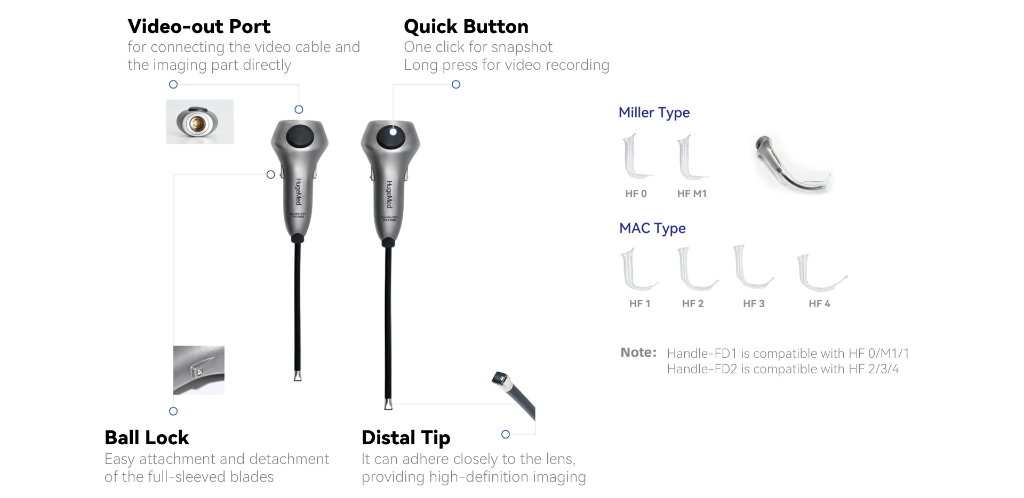 Video-out Port
for connecting the video cable and
the imaging part directly
Quick Button
One click for snapshot
Long press for video recording
HugeMed
HugeMed
Ball Lock
Easy attachment and detachment
of the full-sleeved blades
Distal Tip
It can adhere closely to the lens,
providing high-definition imaging
Miller Type
HF 0
HF M1
MAC Type
HF 1
HF 2
HF 3
HF 4
Note: Handle-FD1 is compatible with HF 0/M1/1
Handle-FD2 is compatible with HF 2/3/4